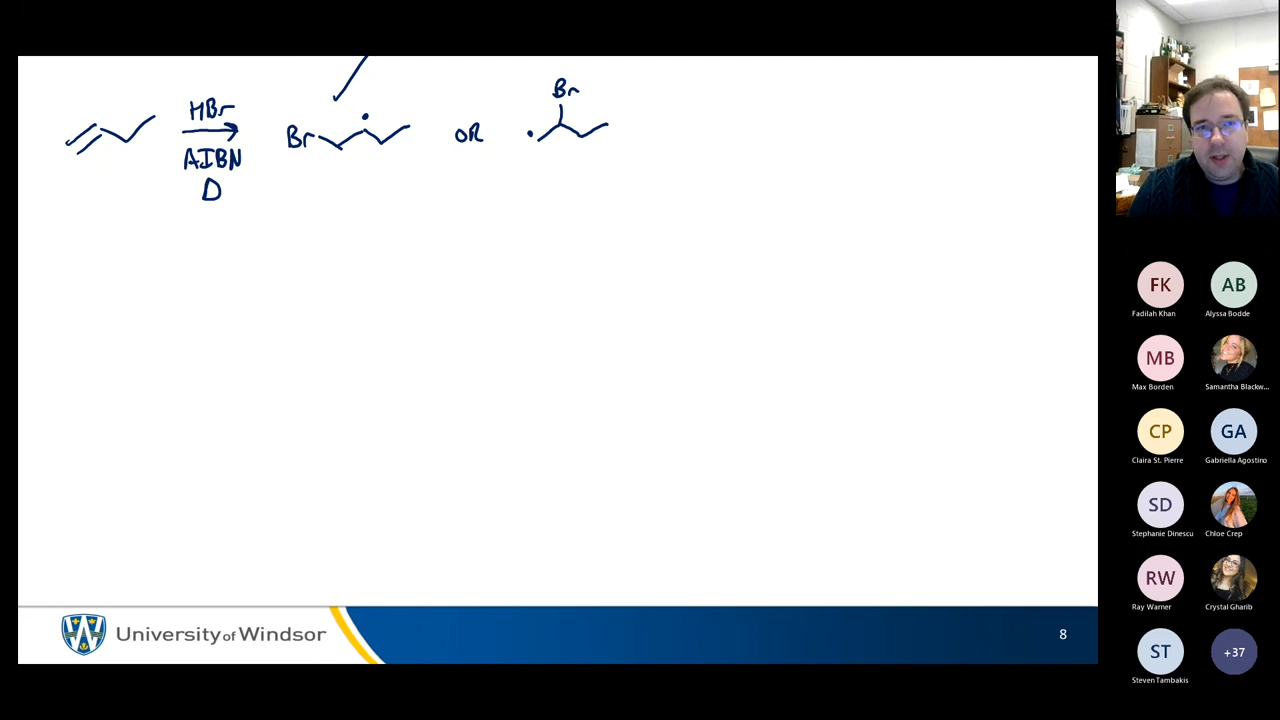 HBr
AIBN
Δ
Br
OR
Br
University of Windsor
8
FK
Fadilah Khan
AB
Alyssa Bodde
MB
Max Borden
Samantha Blackw...
CP
Claira St. Pierre
GA
Gabriella Agostino
SD
Stephanie Dinescu
Chloe Crep
RW
Ray Warner
Crystal Gharib
ST
Steven Tambakis
+37